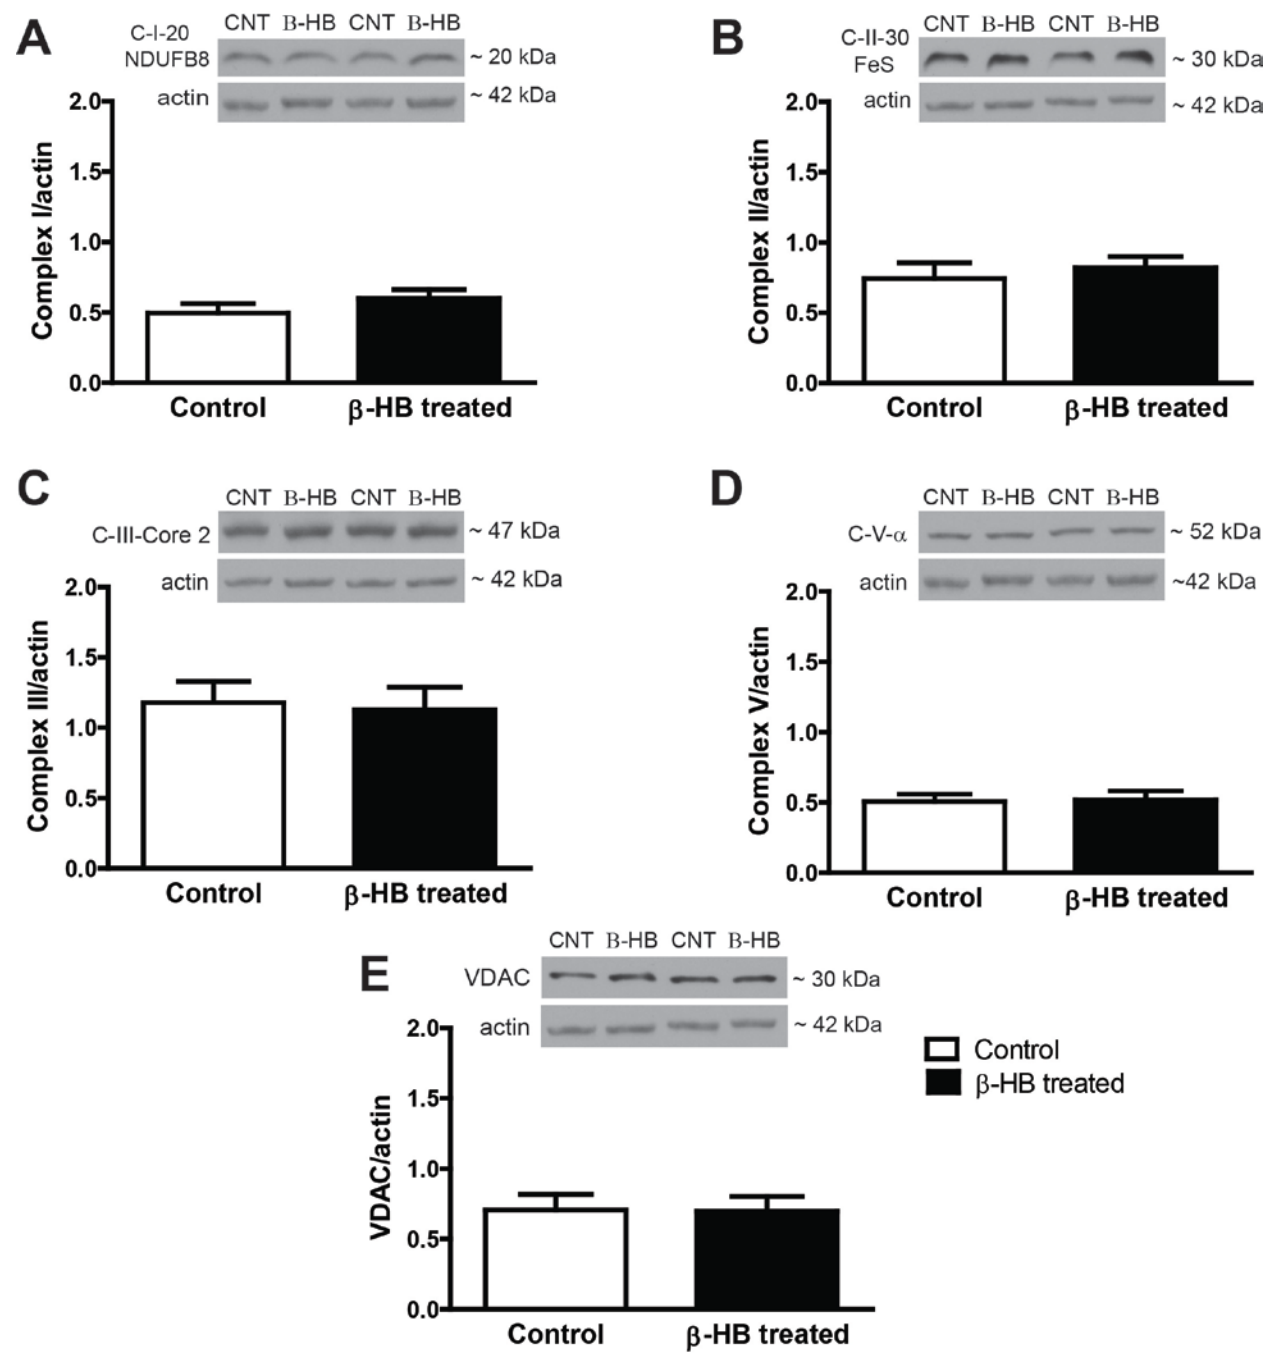 A
C-I-20
NDUFB8
CNT B-HB CNT B-HB
~ 20 kDa
actin
~ 42 kDa
Complex I/actin
2.0
1.5
1.0
0.5
0.0
Control
β-HB treated
B
C-II-30
FeS
CNT B-HB CNT B-HB
~ 30 kDa
actin
~ 42 kDa
Complex II/actin
2.0
1.5
1.0
0.5
0.0
Control
β-HB treated
C
CNT B-HB CNT B-HB
C-III-Core 2
~ 47 kDa
actin
~ 42 kDa
Complex III/actin
2.0
1.5
1.0
0.5
0.0
Control
β-HB treated
D
CNT B-HB CNT B-HB
C-V-α
~ 52 kDa
actin
~42 kDa
Complex V/actin
2.0
1.5
1.0
0.5
0.0
Control
β-HB treated
E
CNT B-HB CNT B-HB
VDAC
~ 30 kDa
actin
~ 42 kDa
VDAC/actin
2.0
1.5
1.0
0.5
0.0
Control
β-HB treated
Control
β-HB treated